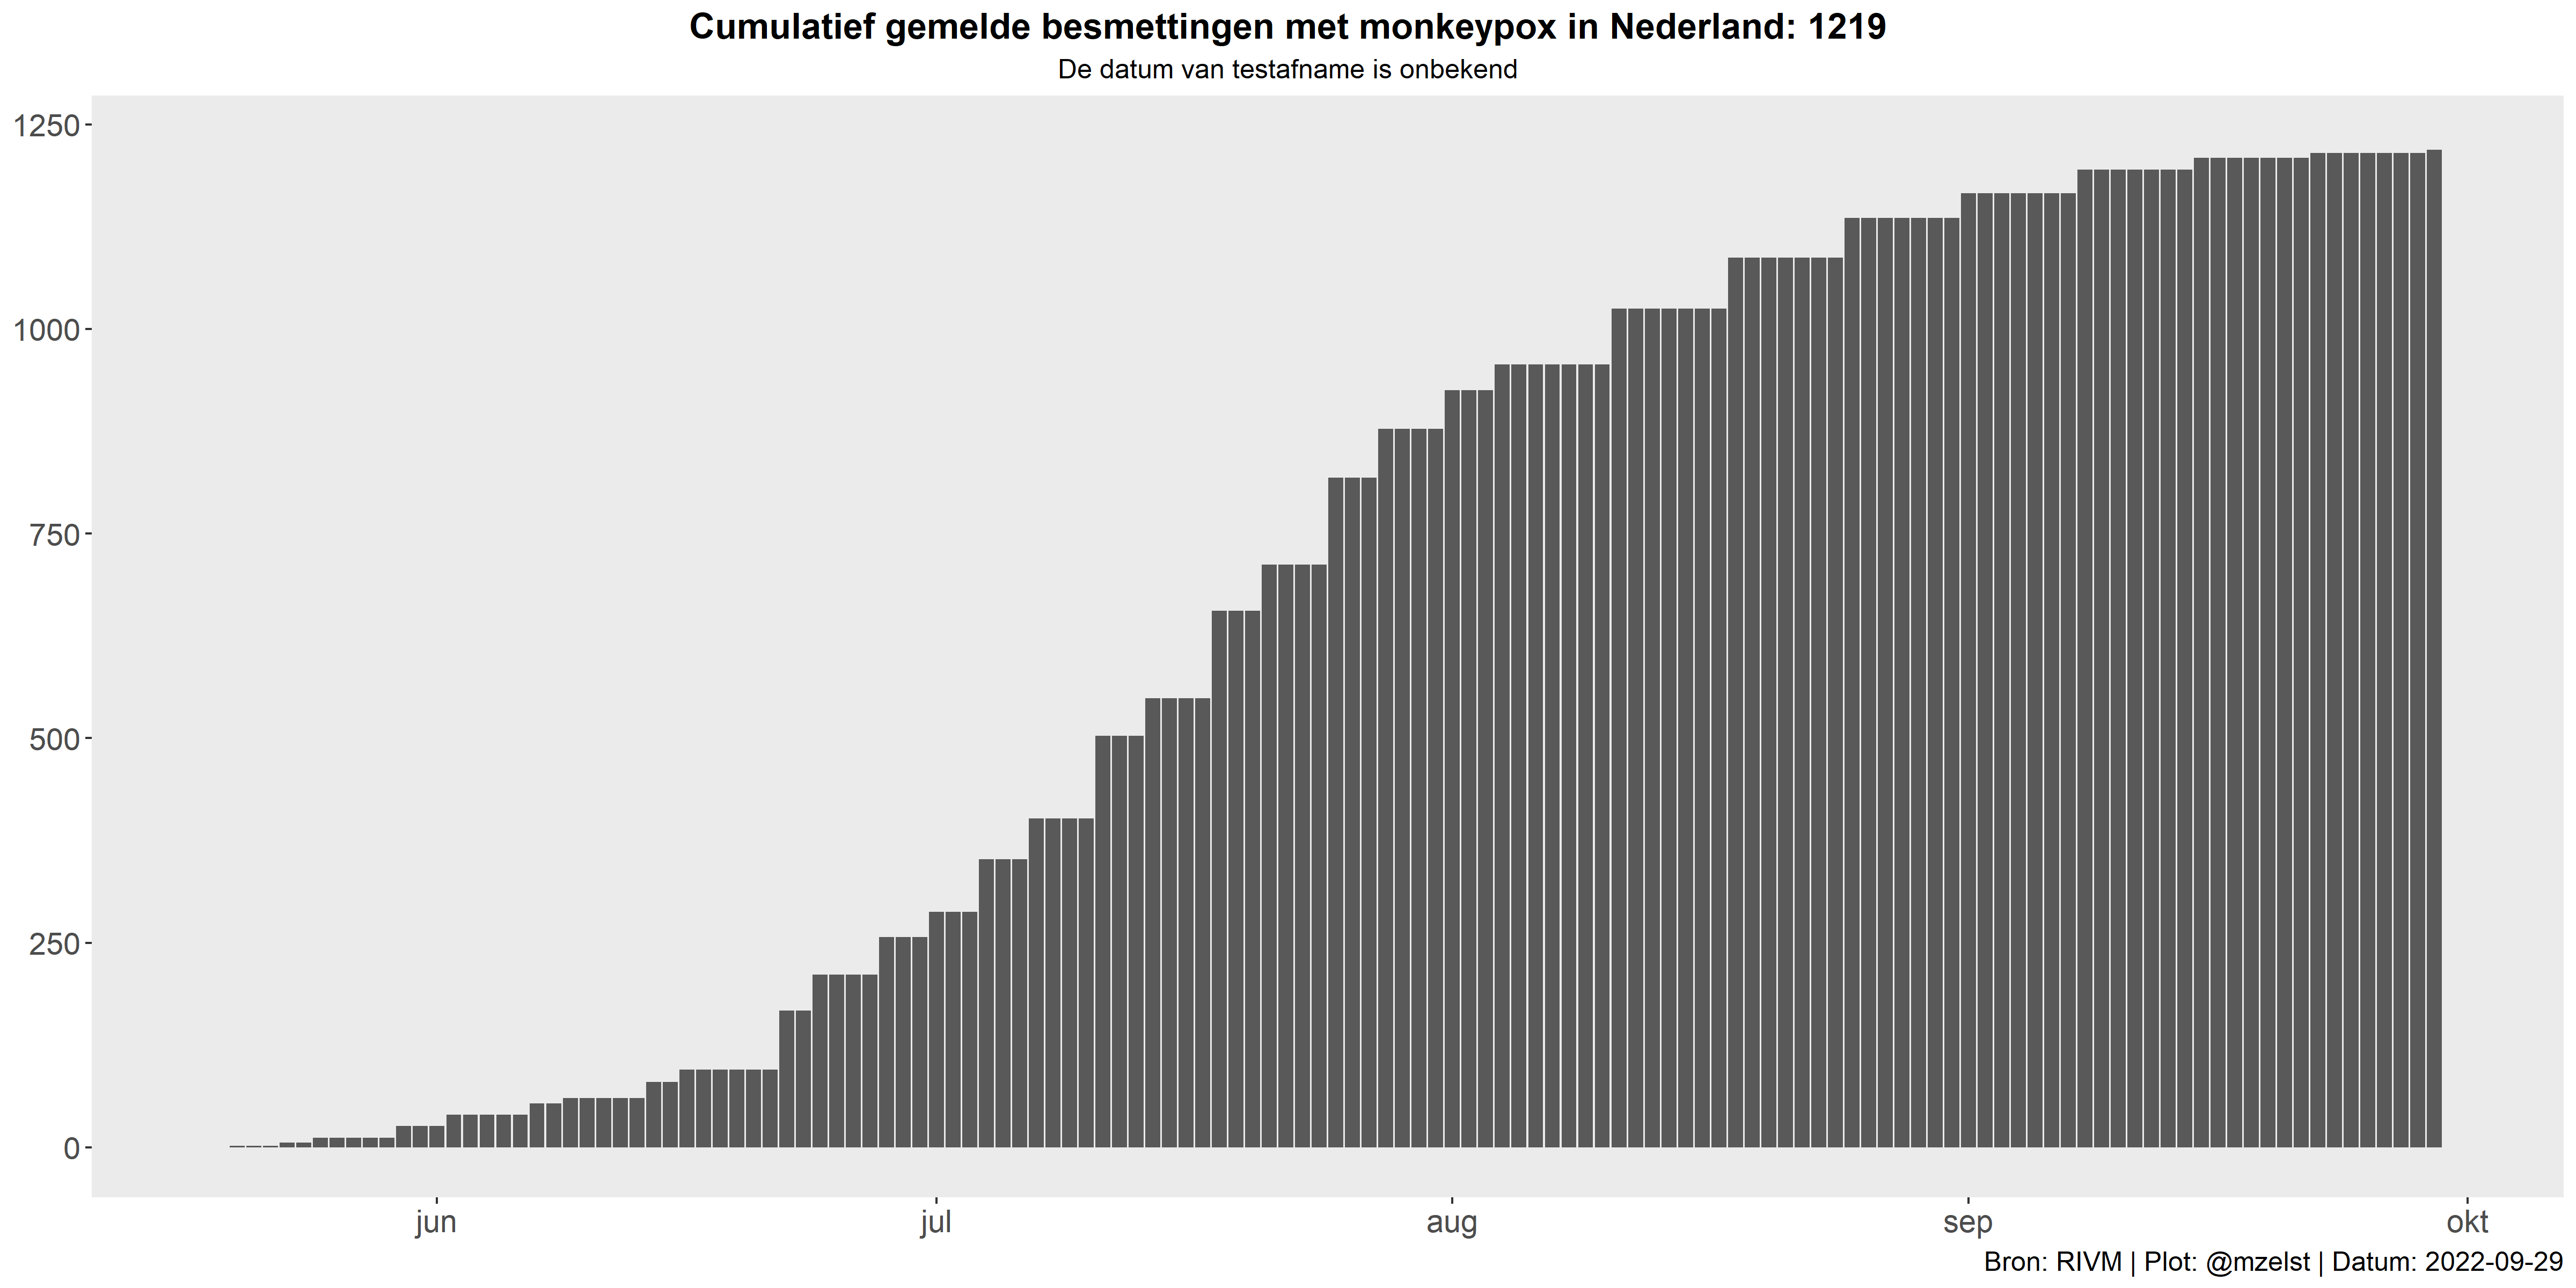 Cumulatief gemelde besmettingen met monkeypox in Nederland: 1219
De datum van testafname is onbekend
1250
1000
750
500
250
0
jun jul aug sep okt
Bron: RIVM | Plot: @mzelst | Datum: 2022-09-29